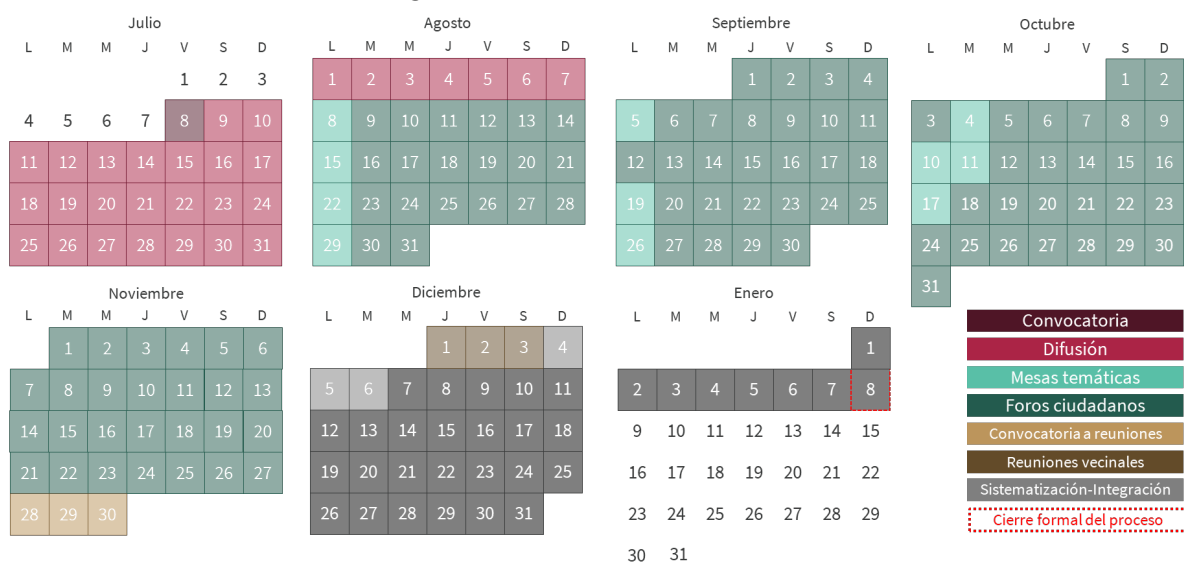 Julio
L M M J V S D
1 2 3
4 5 6 7 8 9 10
11 12 13 14 15 16 17
18 19 20 21 22 23 24
25 26 27 28 29 30 31
Agosto
L M M J V S D
1 2 3 4 5 6 7
8 9 10 11 12 13 14
15 16 17 18 19 20 21
22 23 24 25 26 27 28
29 30 31
Septiembre
L M M J V S D
1 2 3 4
5 6 7 8 9 10 11
12 13 14 15 16 17 18
19 20 21 22 23 24 25
26 27 28 29 30
Octubre
L M M J V S D
1 2
3 4 5 6 7 8 9
10 11 12 13 14 15 16
17 18 19 20 21 22 23
24 25 26 27 28 29 30
31
Noviembre
L M M J V S D
1 2 3 4 5 6
7 8 9 10 11 12 13
14 15 16 17 18 19 20
21 22 23 24 25 26 27
28 29 30
Diciembre
L M M J V S D
1 2 3 4
5 6 7 8 9 10 11
12 13 14 15 16 17 18
19 20 21 22 23 24 25
26 27 28 29 30 31
Enero
L M M J V S D
1
2 3 4 5 6 7 8
9 10 11 12 13 14 15
16 17 18 19 20 21 22
23 24 25 26 27 28 29
30 31
Convocatoria
Difusión
Mesas temáticas
Foros ciudadanos
Convocatoria a reuniones
Reuniones vecinales
Sistematización-Integración
Cierre formal del proceso